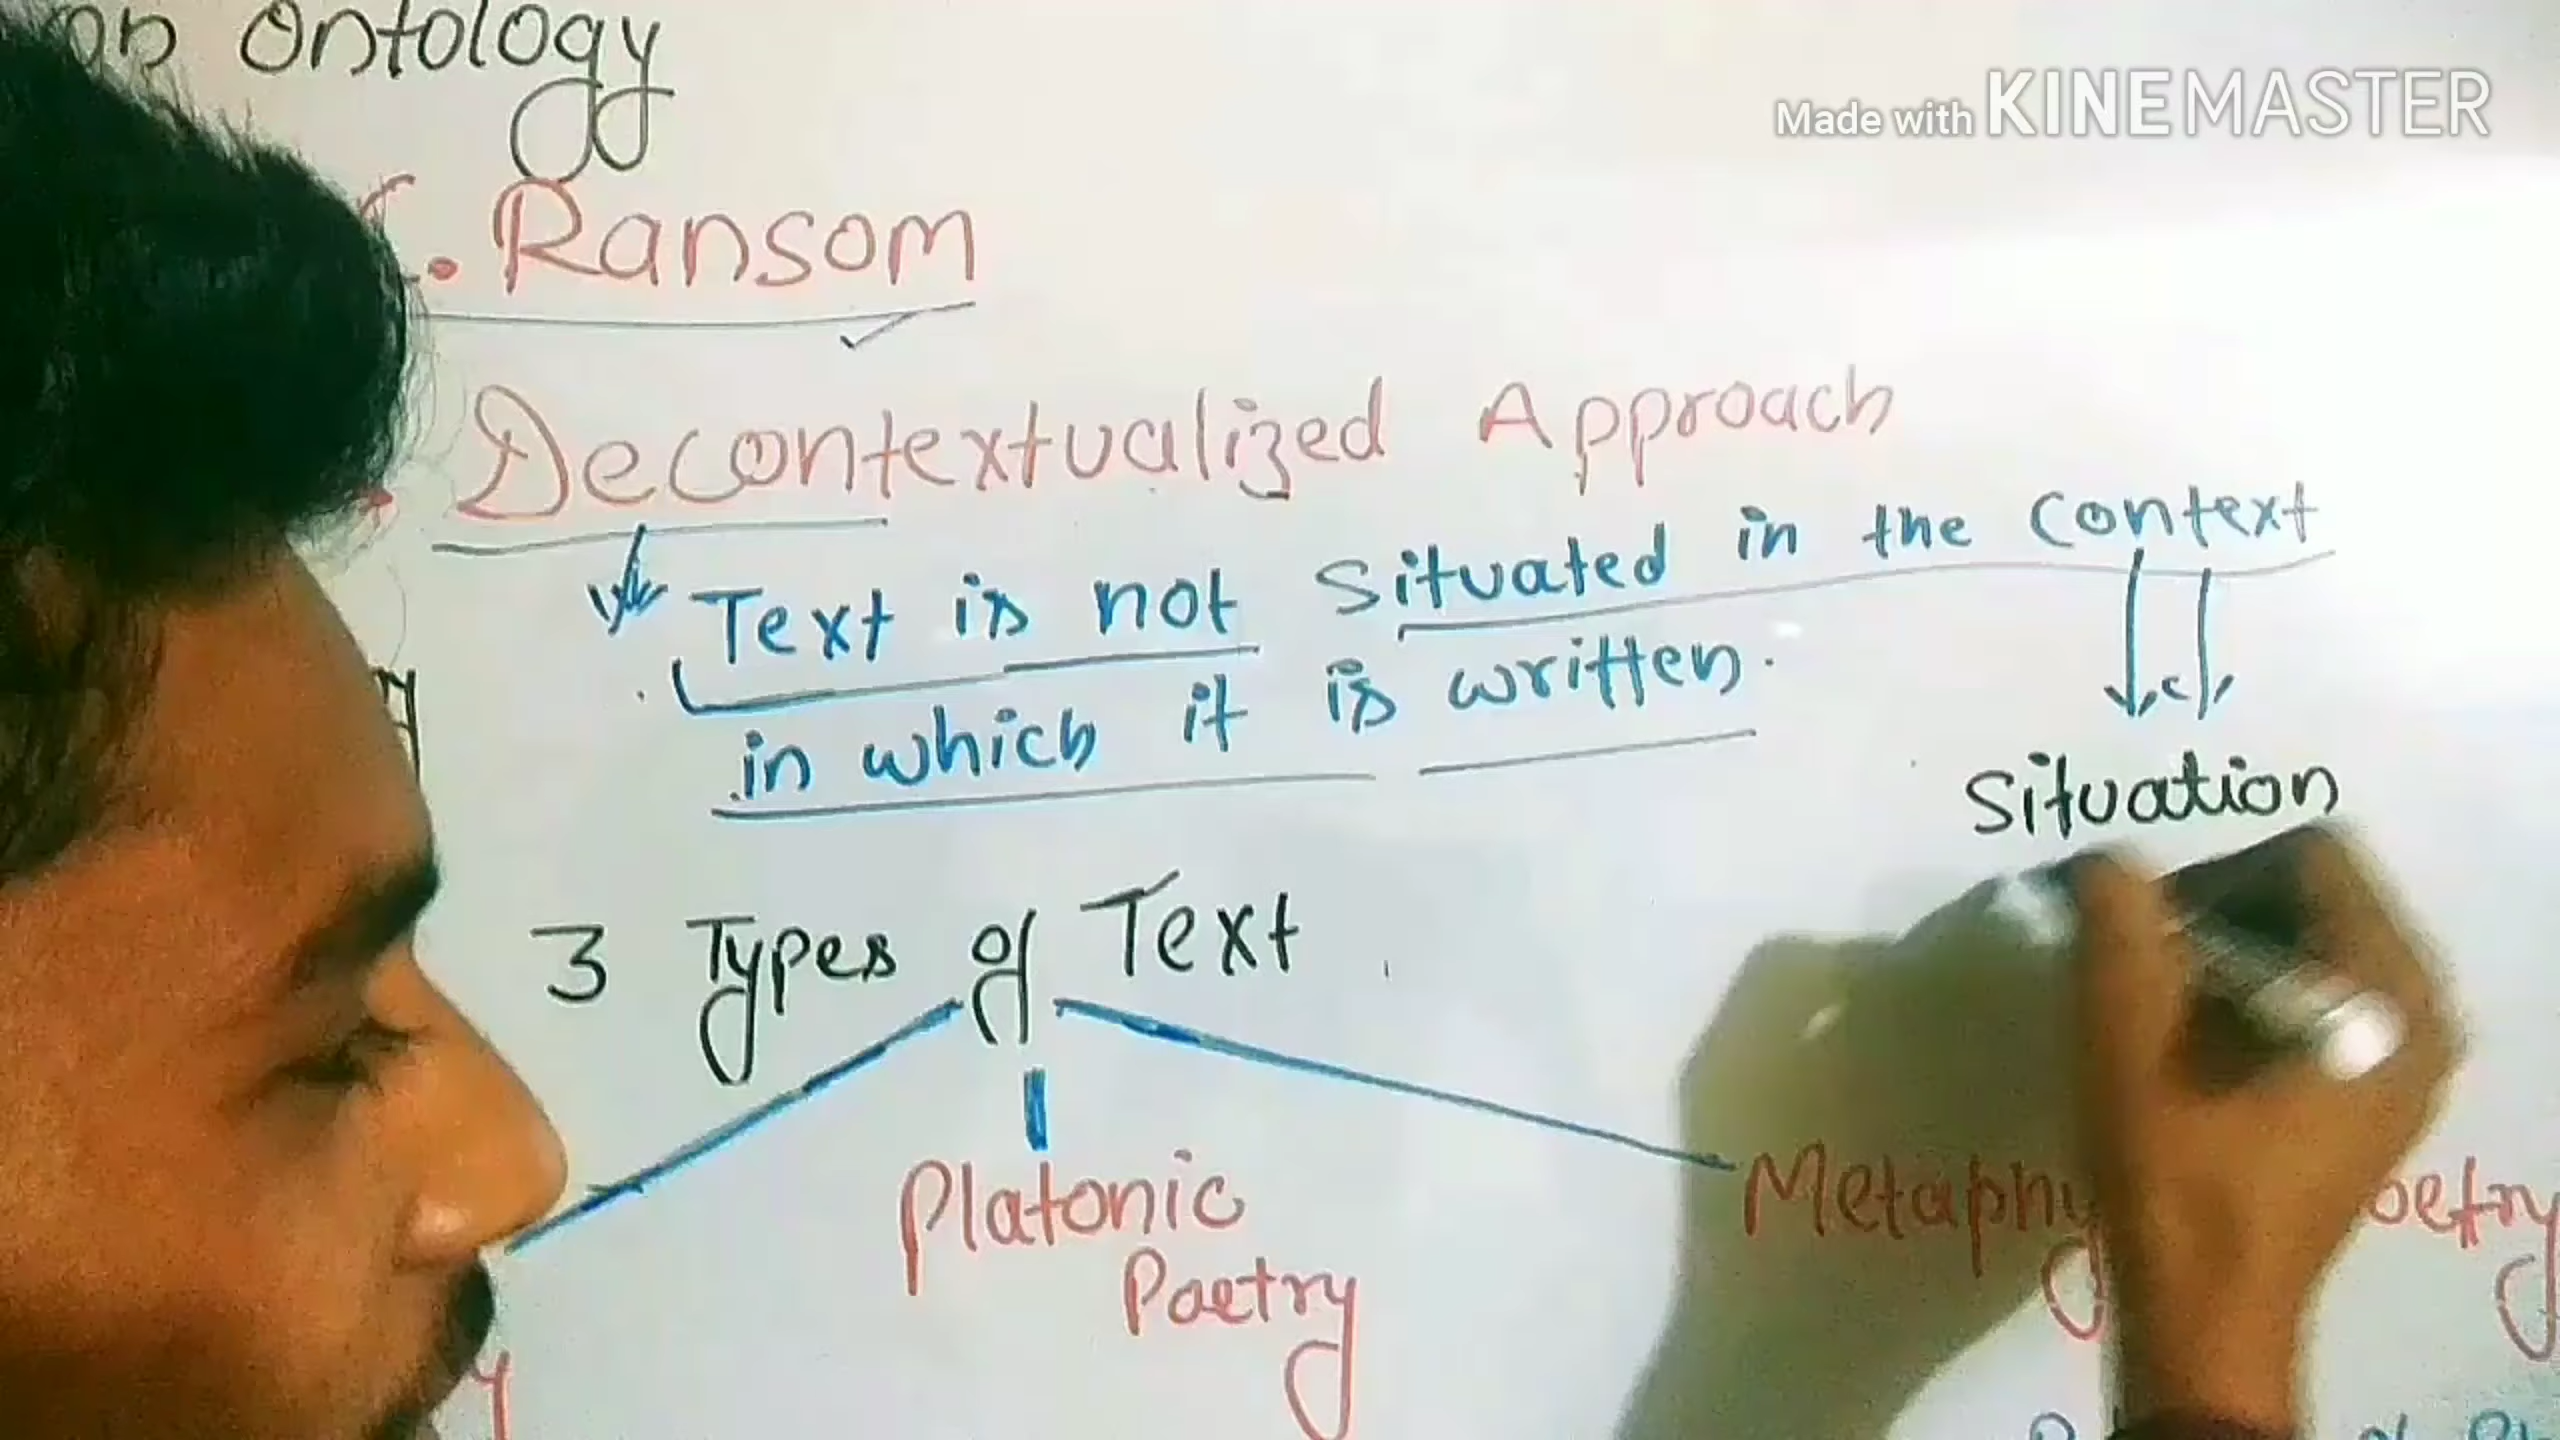 on Ontology
Made with KINEMASTER
C. Ransom
Decontextualized Approach
Text is not situated in the context
in which it is written.
Situation
3 Types of Text
Platonic
Poetry